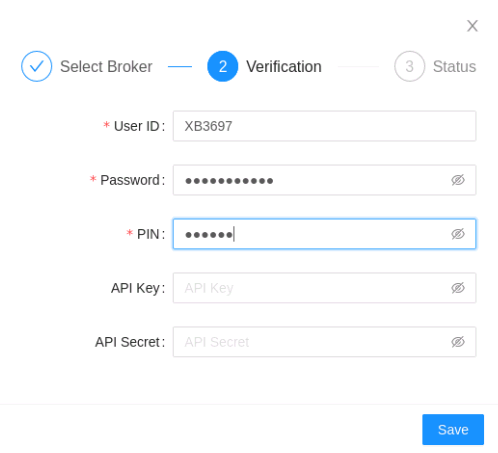 Select Broker
2 Verification
3 Status
* User ID: XB3697
* Password: ●●●●●●●●●●●
* PIN: ●●●●●●
API Key: API Key
API Secret: API Secret
Save